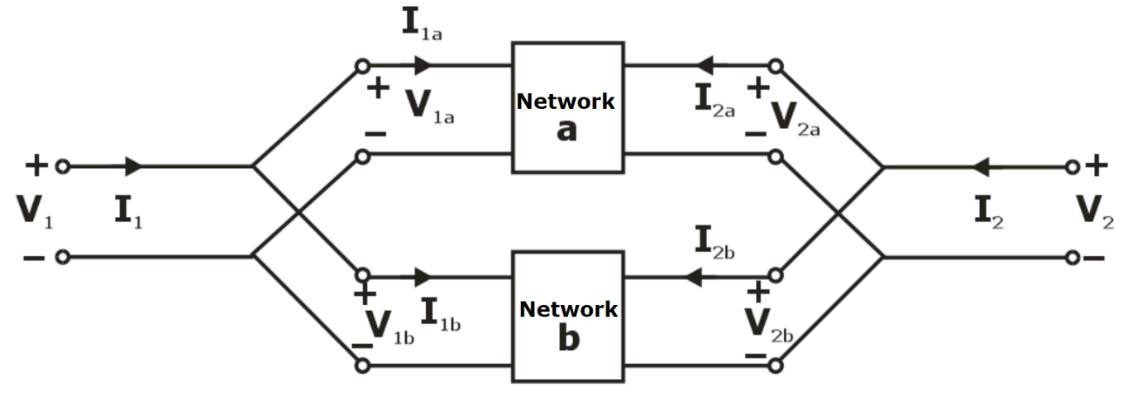 I1a
+ V1a −
Network a
I2a
+ V2a −
+ V1 −
I1
I2
+ V2 −
I2b
+ V1b −
I1b
Network b
+ V2b −